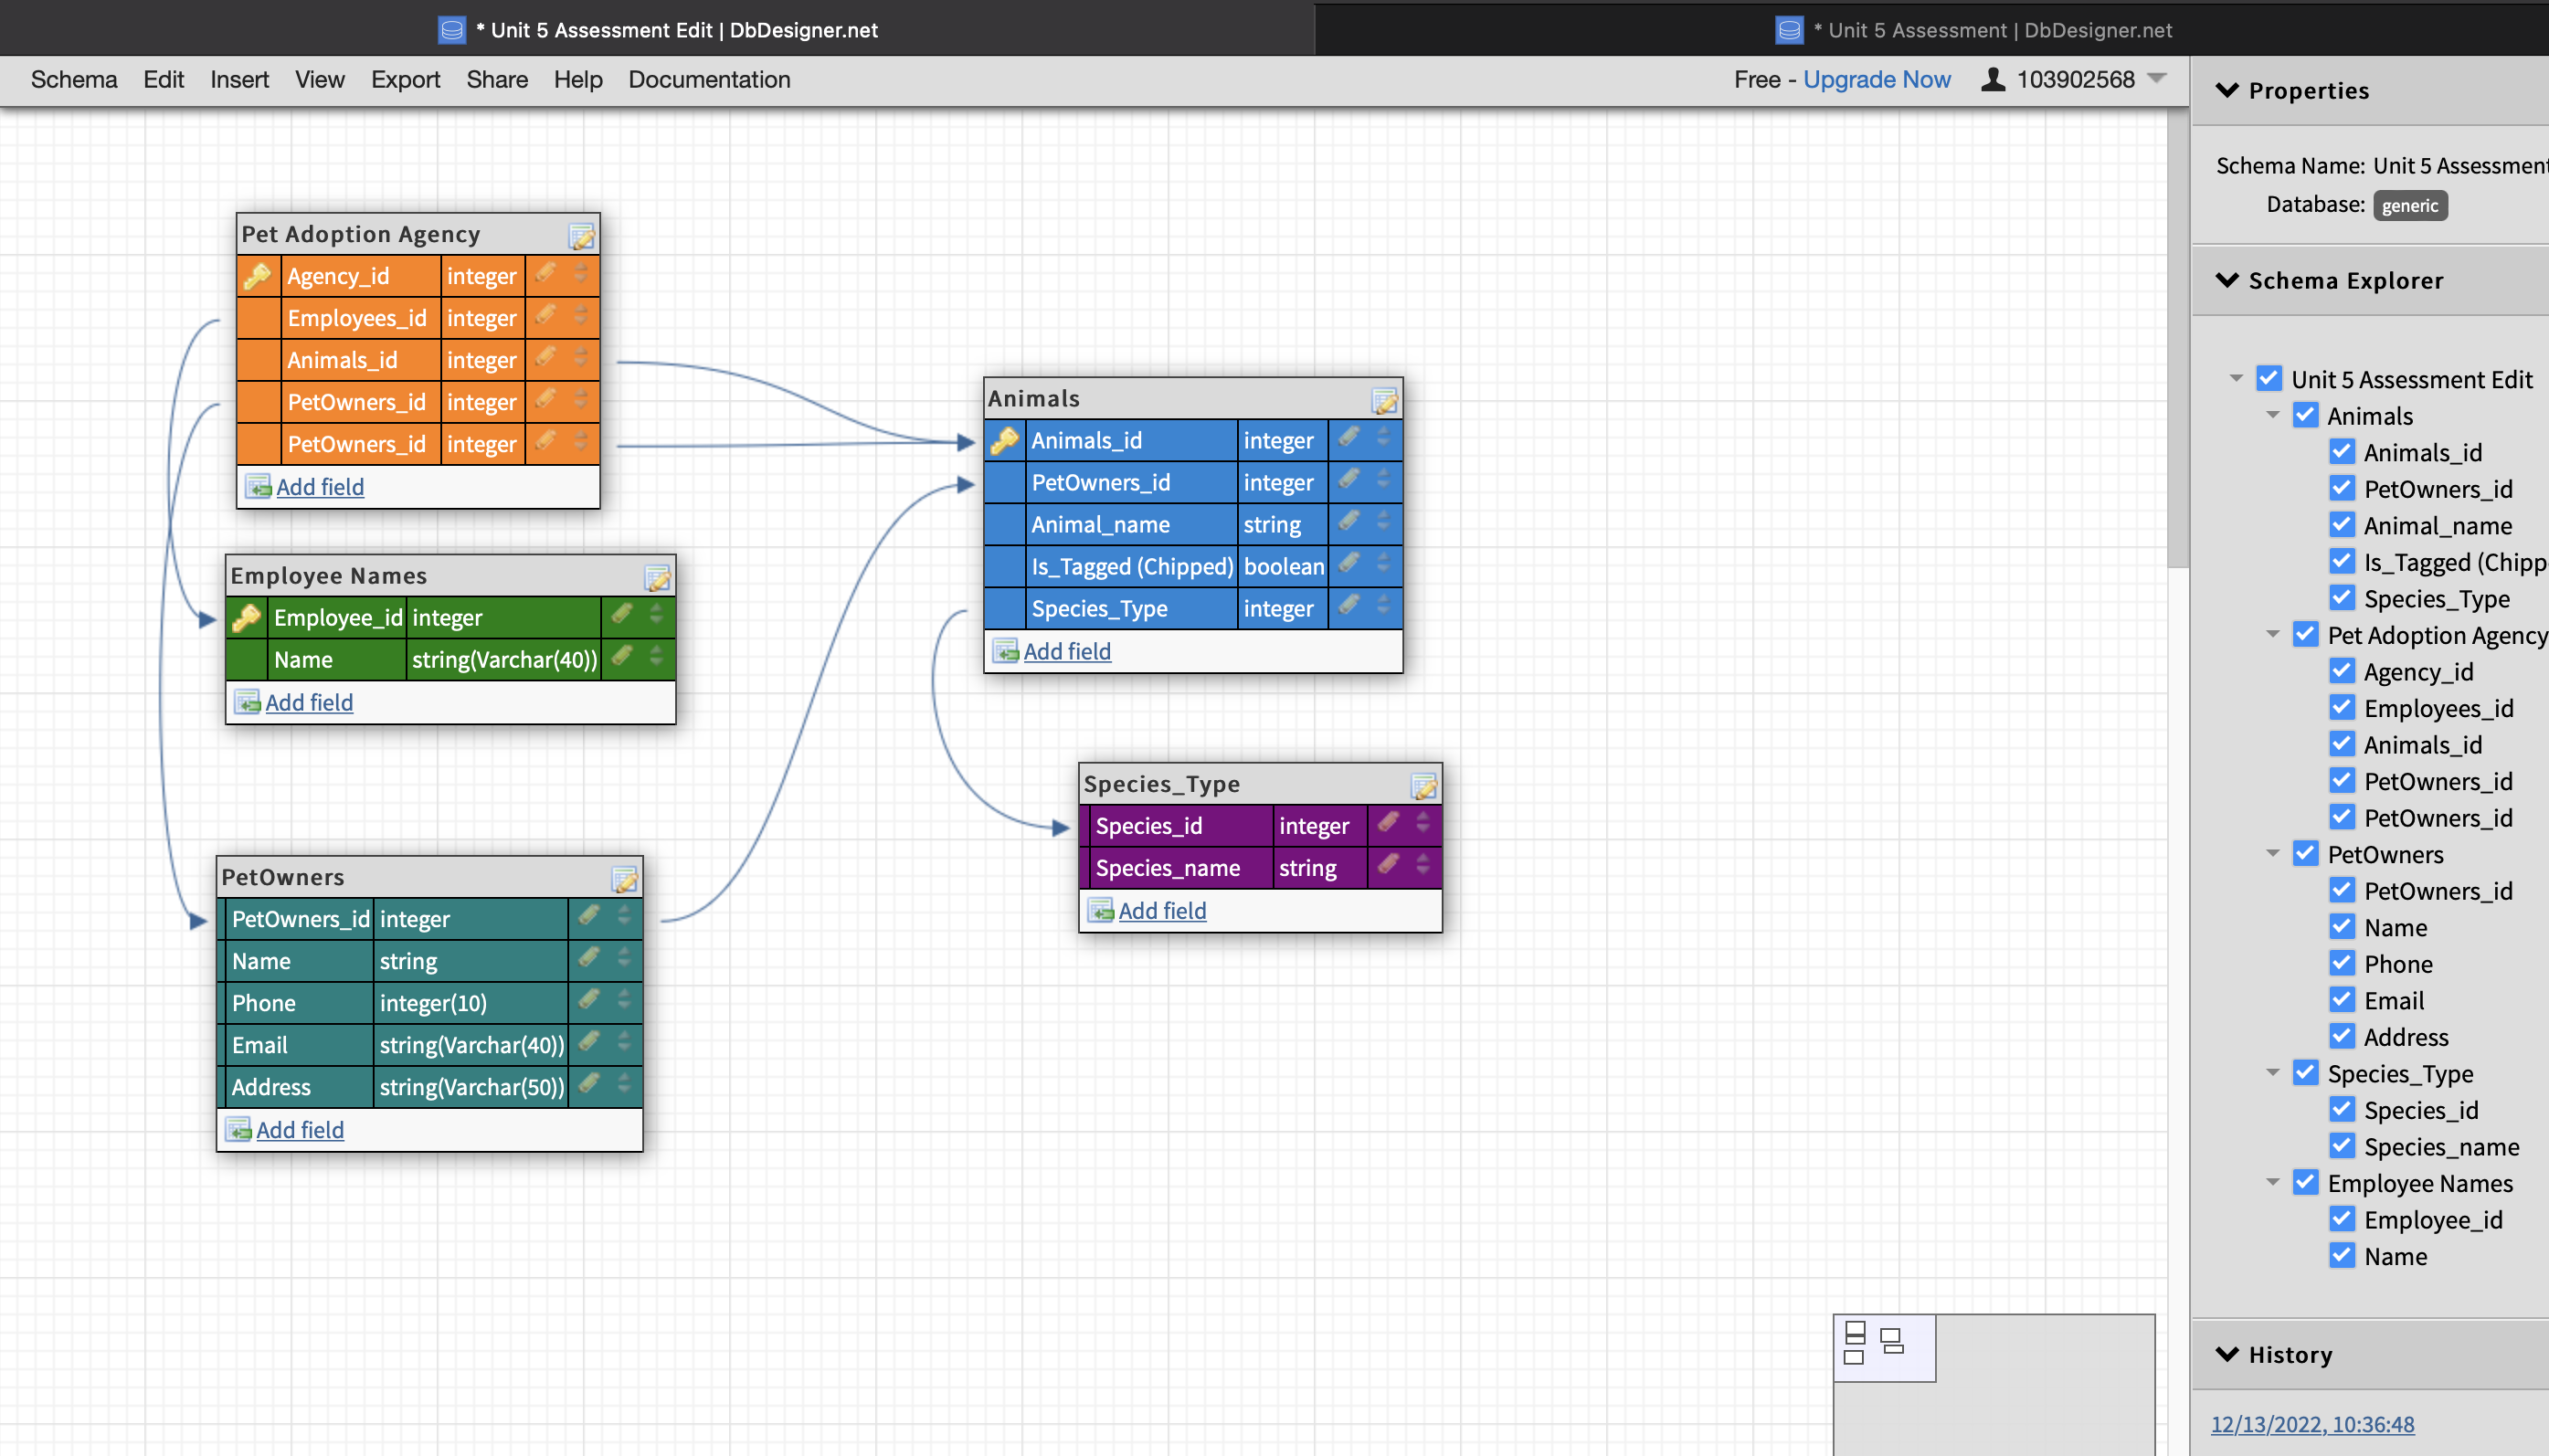 * Unit 5 Assessment Edit | DbDesigner.net
* Unit 5 Assessment | DbDesigner.net
Schema Edit Insert View Export Share Help Documentation
Free - Upgrade Now 103902568
Pet Adoption Agency
Agency_id integer
Employees_id integer
Animals_id integer
PetOwners_id integer
PetOwners_id integer
Add field
Employee Names
Employee_id integer
Name string(Varchar(40))
Add field
PetOwners
PetOwners_id integer
Name string
Phone integer(10)
Email string(Varchar(40))
Address string(Varchar(50))
Add field
Animals
Animals_id integer
PetOwners_id integer
Animal_name string
Is_Tagged (Chipped) boolean
Species_Type integer
Add field
Species_Type
Species_id integer
Species_name string
Add field
Properties
Schema Name: Unit 5 Assessment
Database: generic
Schema Explorer
Unit 5 Assessment Edit
Animals
Animals_id
PetOwners_id
Animal_name
Is_Tagged (Chipp
Species_Type
Pet Adoption Agency
Agency_id
Employees_id
Animals_id
PetOwners_id
PetOwners_id
PetOwners
PetOwners_id
Name
Phone
Email
Address
Species_Type
Species_id
Species_name
Employee Names
Employee_id
Name
History
12/13/2022, 10:36:48